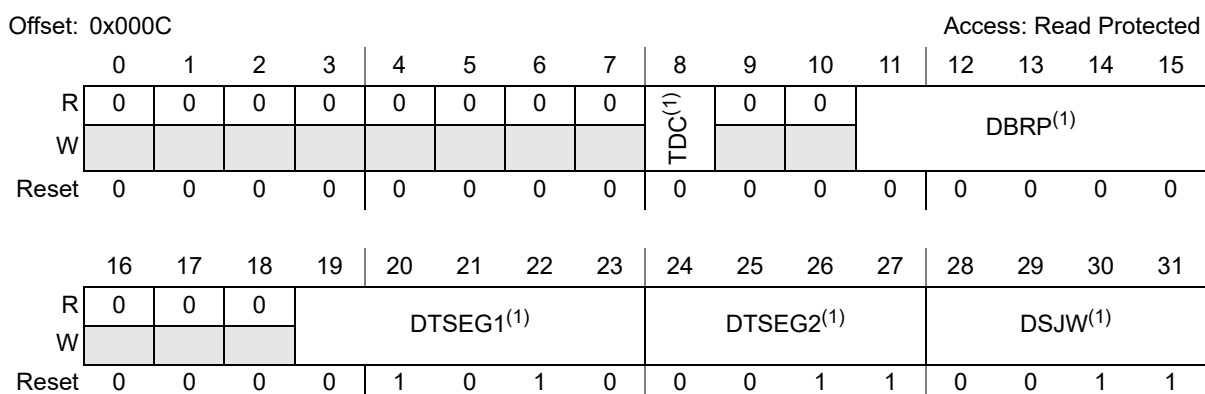 Offset: 0x000C Access: Read Protected
0 1 2 3 4 5 6 7 8 9 10 11 12 13 14 15
R 0 0 0 0 0 0 0 0 TDC(1) 0 0 DBRP(1)
W
Reset 0 0 0 0 0 0 0 0 0 0 0 0 0 0 0 0
16 17 18 19 20 21 22 23 24 25 26 27 28 29 30 31
R 0 0 0 DTSEG1(1) DTSEG2(1) DSJW(1)
W
Reset 0 0 0 0 1 0 1 0 0 0 1 1 0 0 1 1